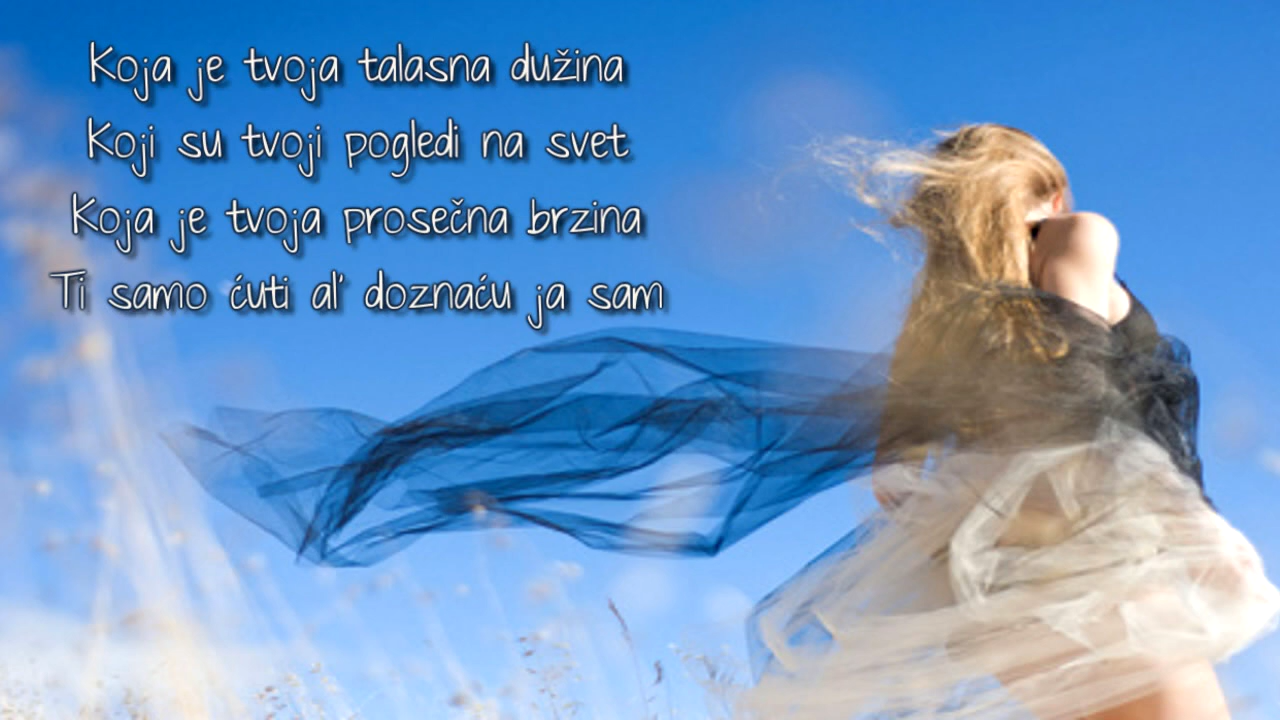 Koja je tvoja talasna dužina
Koji su tvoji pogledi na svet
Koja je tvoja prosečna brzina
Ti samo ćuti al' doznaću ja sam